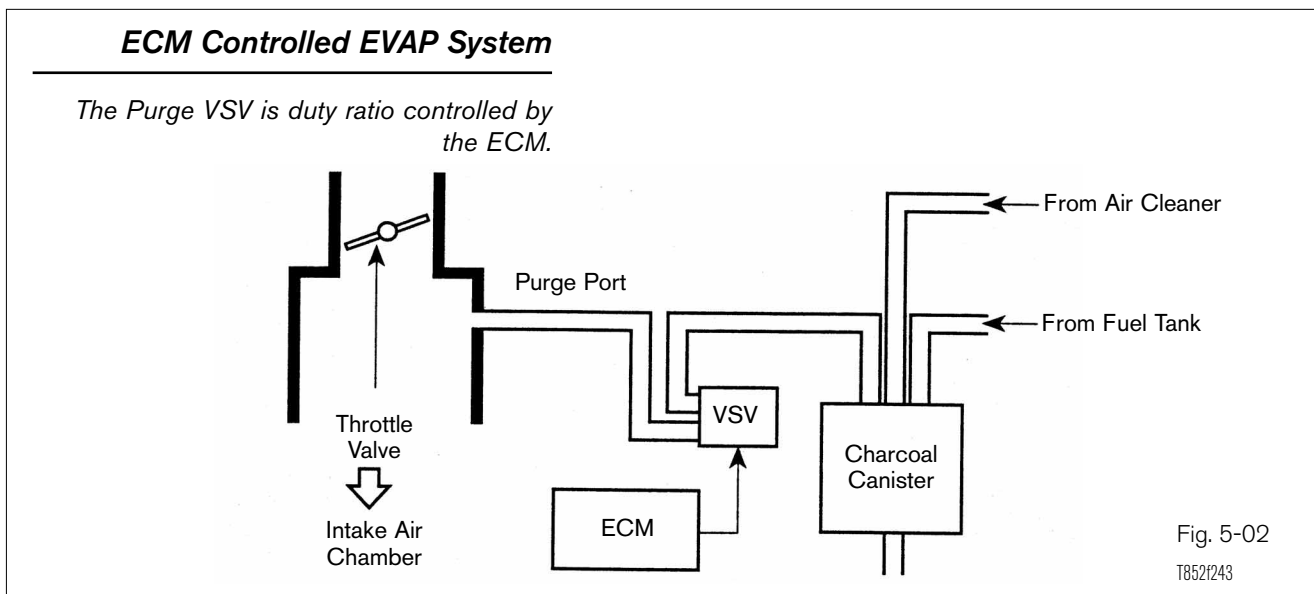 ECM Controlled EVAP System
The Purge VSV is duty ratio controlled by
the ECM.
From Air Cleaner
Purge Port
From Fuel Tank
VSV
Throttle
Valve
Charcoal
Canister
ECM
Intake Air
Chamber
Fig. 5-02
T852f243